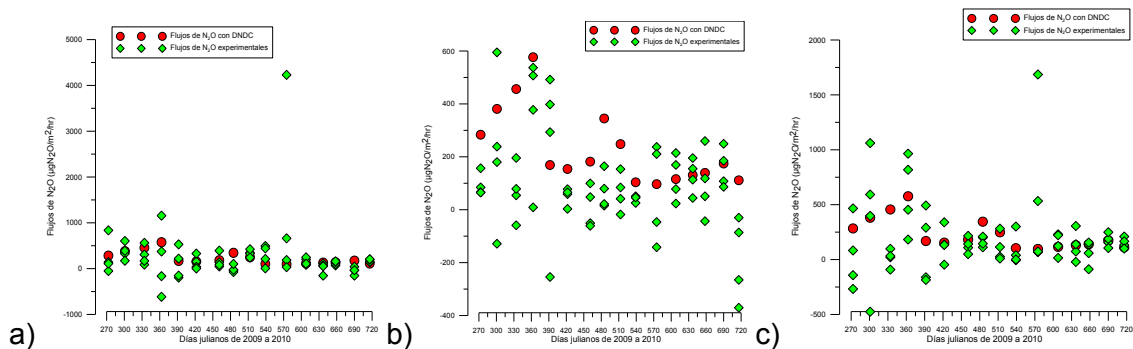 a)
Flujos de N₂O con DNDC
Flujos de N₂O experimentales
Flujos de N₂O (µgN₂O/m²/hr)
5000
4000
3000
2000
1000
0
-1000
270 300 330 360 390 420 450 480 510 540 570 600 630 660 690 720
Días julianos de 2009 a 2010
b)
Flujos de N₂O con DNDC
Flujos de N₂O experimentales
Flujos de N₂O (µgN₂O/m²/hr)
600
400
200
0
-200
-400
270 300 330 360 390 420 450 480 510 540 570 600 630 660 690 720
Días julianos de 2009 a 2010
c)
Flujos de N₂O con DNDC
Flujos de N₂O experimentales
Flujos de N₂O (µgN₂O/m²/hr)
2000
1500
1000
500
0
-500
270 300 330 360 390 420 450 480 510 540 570 600 630 660 690 720
Días julianos de 2009 a 2010